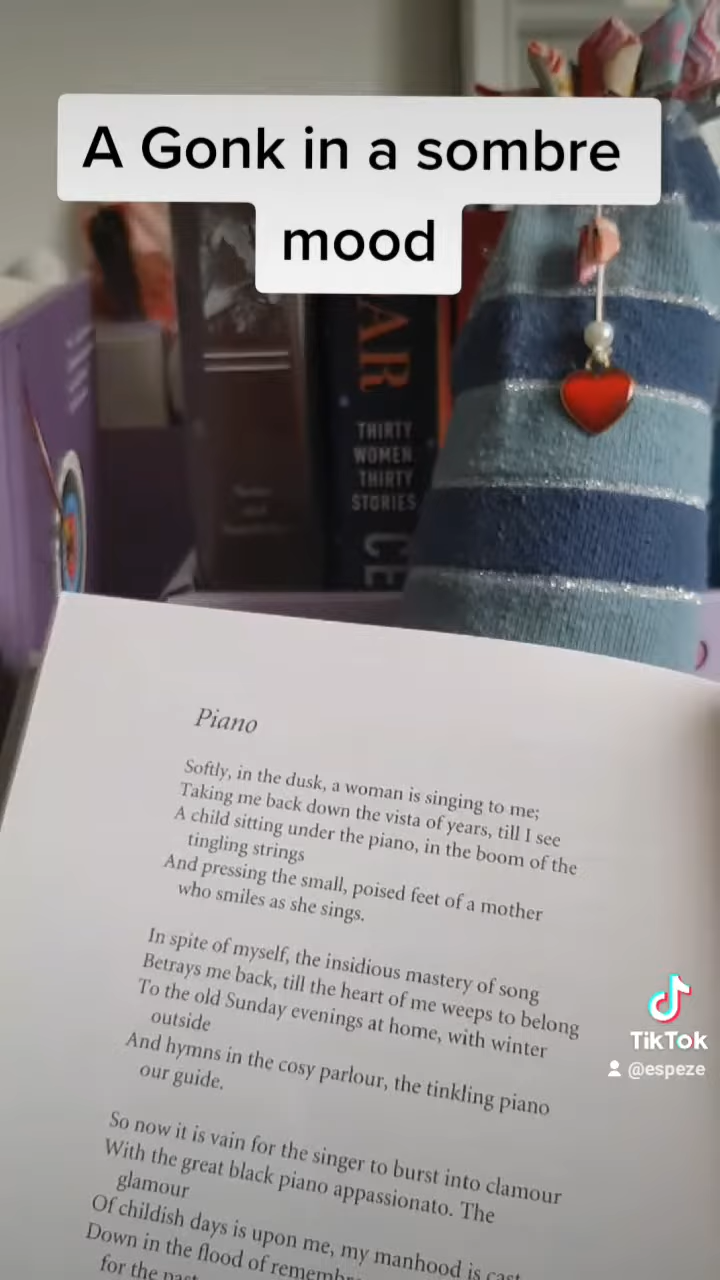 A Gonk in a sombre
mood
AR
THIRTY
WOMEN
THIRTY
STORIES
CE
Piano
Softly, in the dusk, a woman is singing to me;
Taking me back down the vista of years, till I see
A child sitting under the piano, in the boom of the
tingling strings
And pressing the small, poised feet of a mother
who smiles as she sings.
In spite of myself, the insidious mastery of song
Betrays me back, till the heart of me weeps to belong
To the old Sunday evenings at home, with winter
outside
And hymns in the cosy parlour, the tinkling piano
our guide.
So now it is vain for the singer to burst into clamour
With the great black piano appassionato. The
glamour
Of childish days is upon me, my manhood is cast
Down in the flood of
for the past
TikTok
@espeze